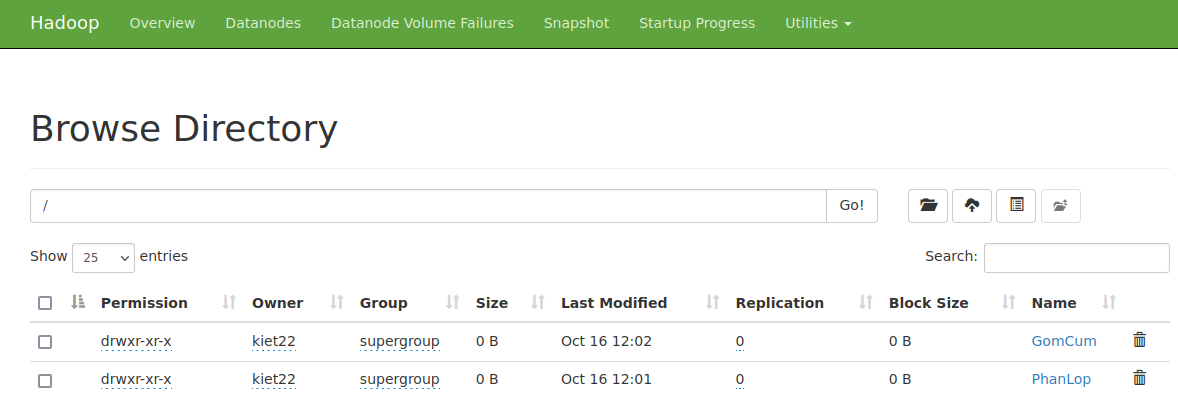 Hadoop Overview Datanodes Datanode Volume Failures Snapshot Startup Progress Utilities
Browse Directory
/ Go!
Show 25 entries Search:
Permission Owner Group Size Last Modified Replication Block Size Name
drwxr-xr-x kiet22 supergroup 0 B Oct 16 12:02 0 0 B GomCum
drwxr-xr-x kiet22 supergroup 0 B Oct 16 12:01 0 0 B PhanLop